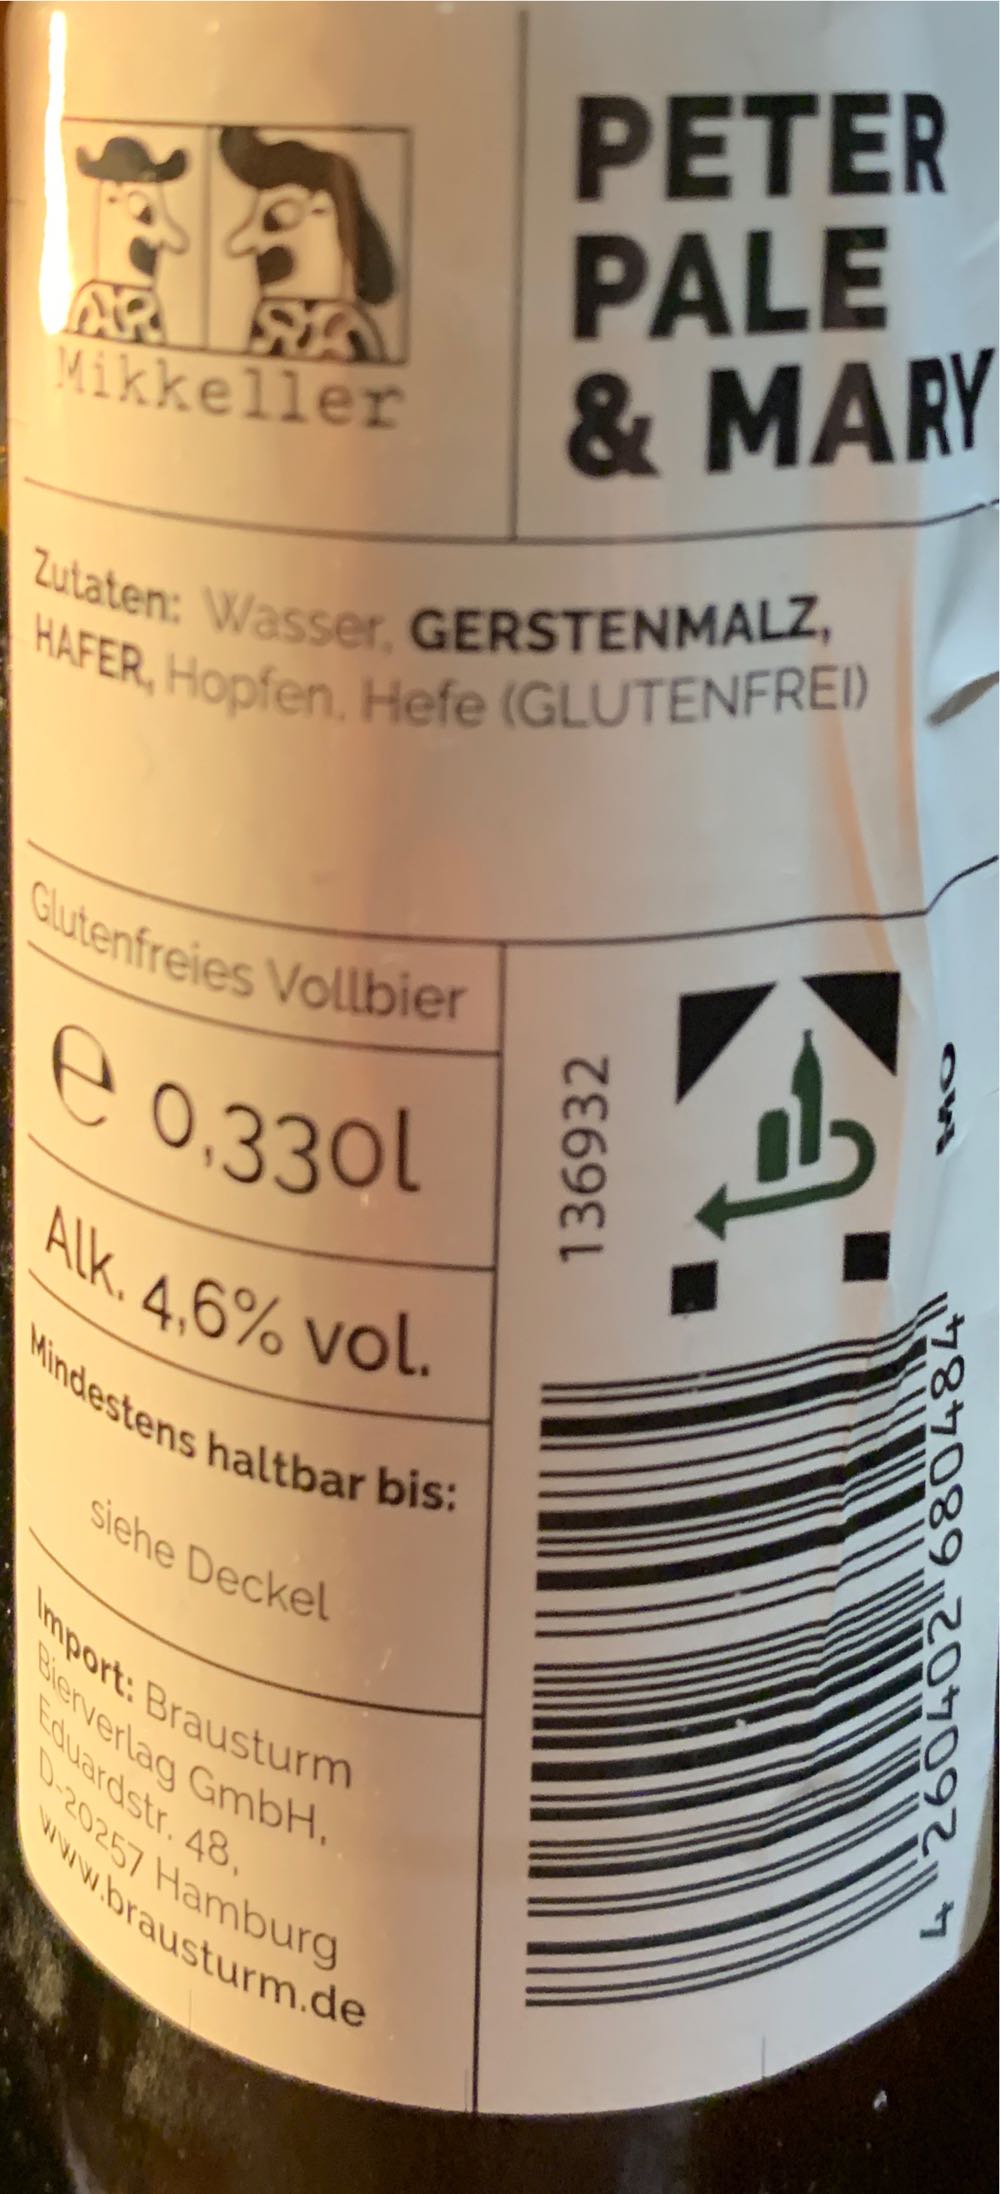 Mikkeller
PETER
PALE
& MARY
Zutaten: Wasser, GERSTENMALZ,
HAFER, Hopfen, Hefe (GLUTENFREI)
Glutenfreies Vollbier
e 0,330l
Alk. 4,6% vol.
Mindestens haltbar bis:
siehe Deckel
Import: Brausturm
Bierverlag GmbH,
Eduardstr. 48,
D-20257 Hamburg
www.brausturm.de
136932
MO
4 260402 680484